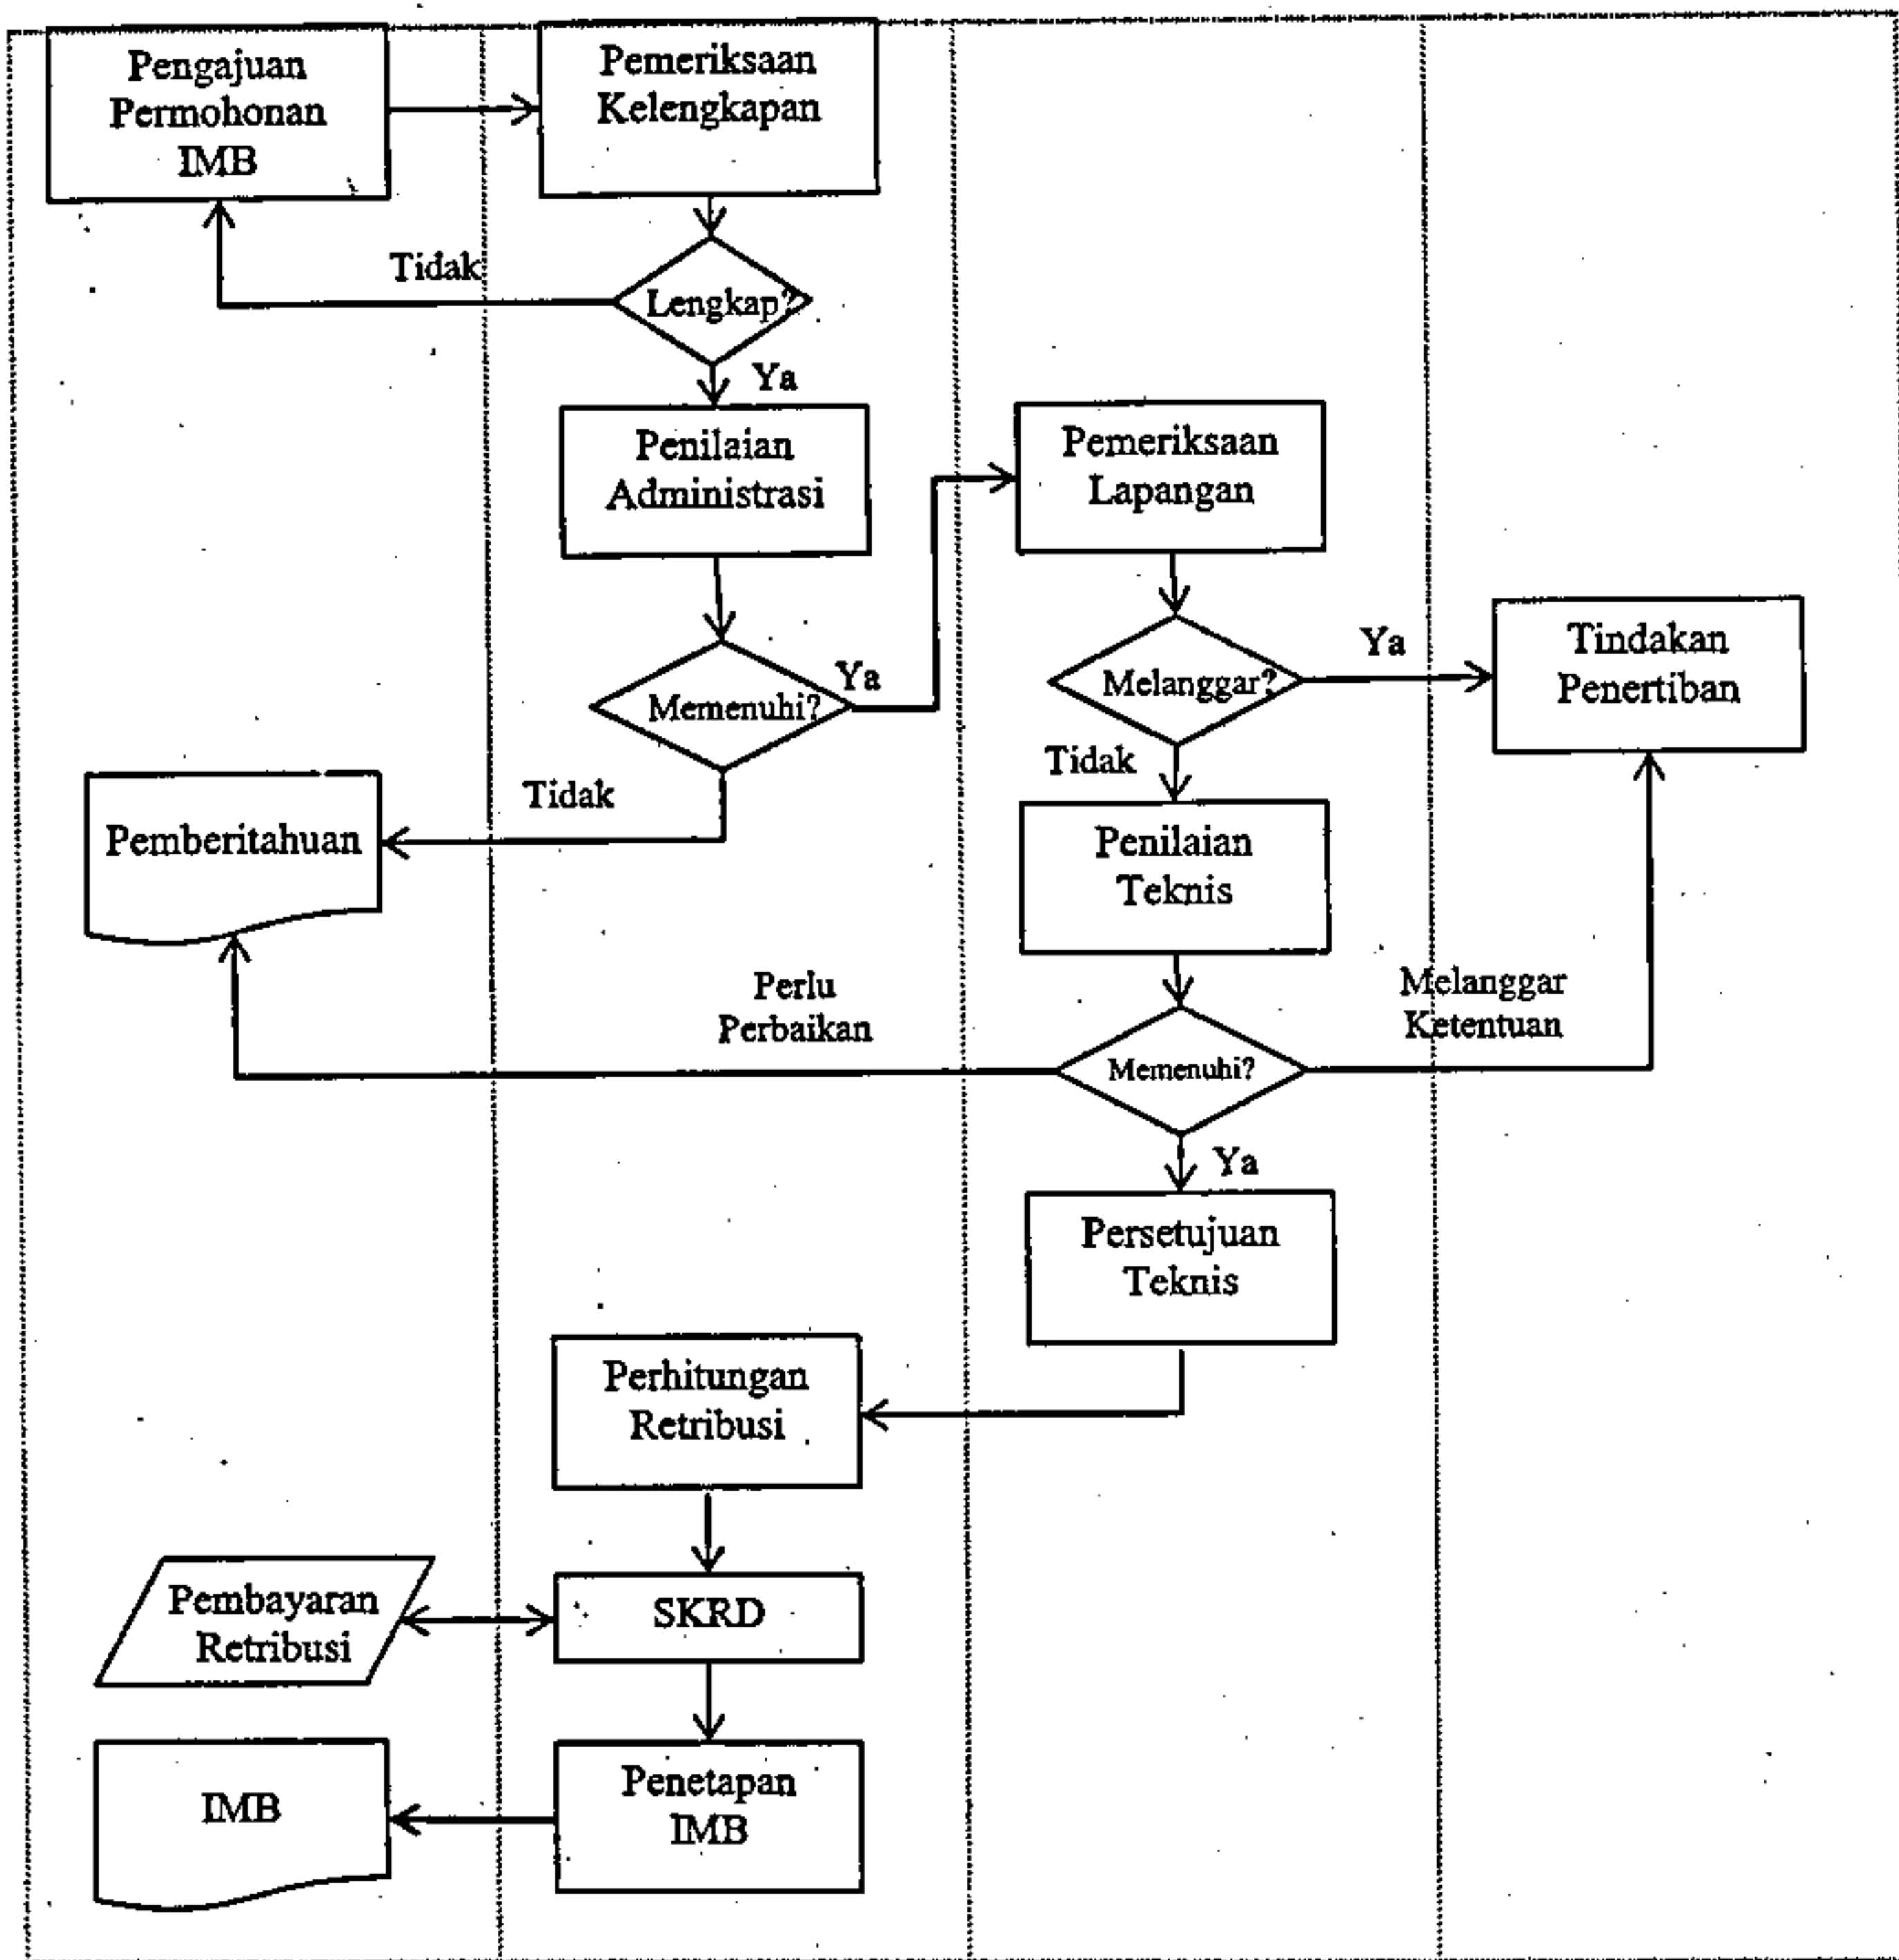 Pengajuan
Permohonan
IMB
Pemeriksaan
Kelengkapan
Tidak
Lengkap?
Ya
Penilaian
Administrasi
Pemeriksaan
Lapangan
Memenuhi?
Ya
Melanggar?
Ya
Tindakan
Penertiban
Tidak
Tidak
Pemberitahuan
Penilaian
Teknis
Perlu
Perbaikan
Melanggar
Ketentuan
Memenuhi?
Ya
Persetujuan
Teknis
Perhitungan
Retribusi
Pembayaran
Retribusi
SKRD
IMB
Penetapan
IMB